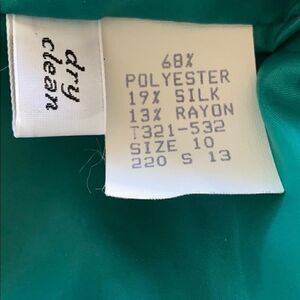 dry
clean
68%
POLYESTER
19% SILK
13% RAYON
T321-532
SIZE 10
220 S 13